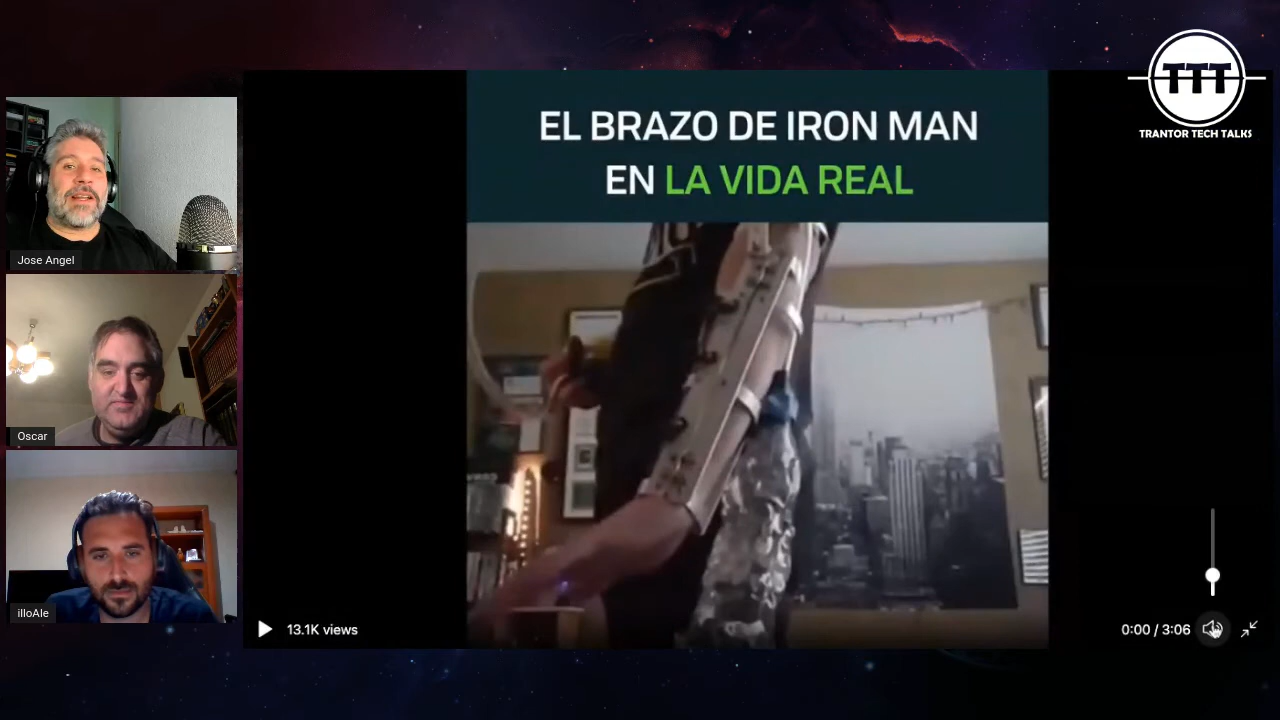 TTT
TRANTOR TECH TALKS
EL BRAZO DE IRON MAN
EN LA VIDA REAL
Jose Angel
Oscar
illoAle
13.1K views
0:00 / 3:06